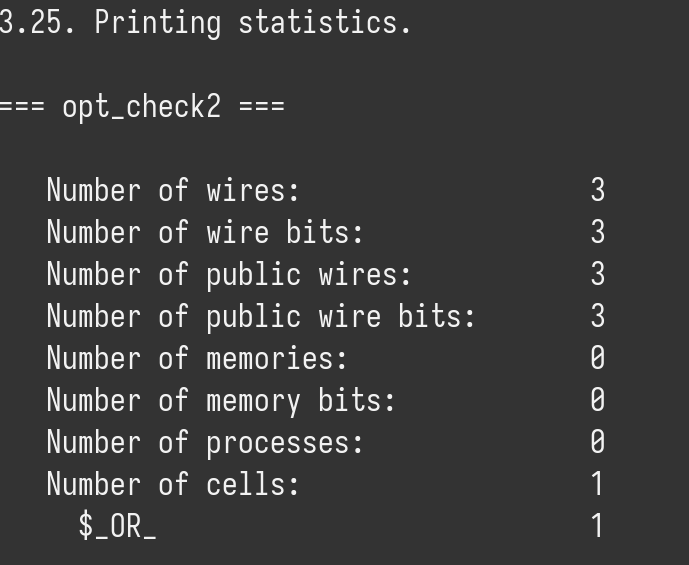 3.25. Printing statistics.
=== opt_check2 ===
Number of wires: 3
Number of wire bits: 3
Number of public wires: 3
Number of public wire bits: 3
Number of memories: 0
Number of memory bits: 0
Number of processes: 0
Number of cells: 1
$_OR_ 1